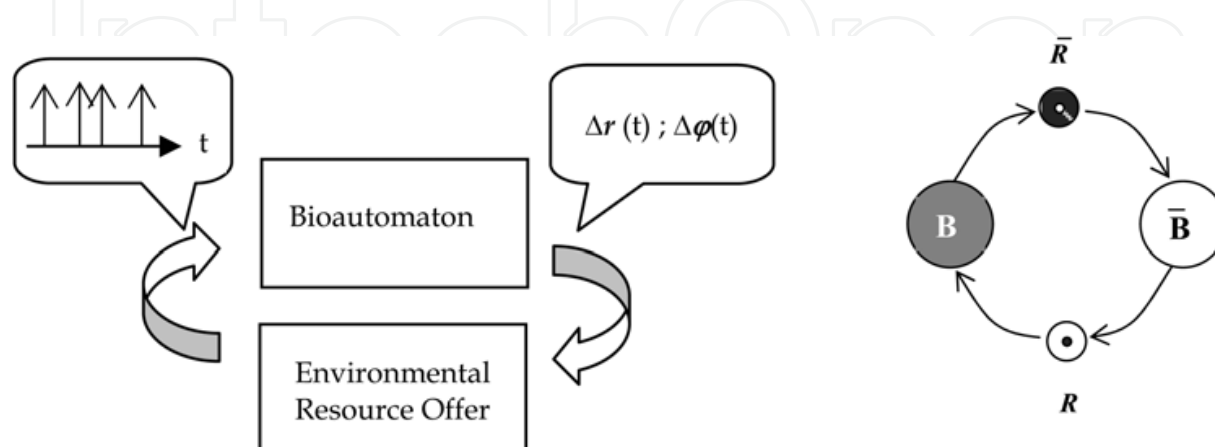 t
Δr (t) ; Δφ(t)
Bioautomaton
Environmental
Resource Offer
R̄
B
B̄
R